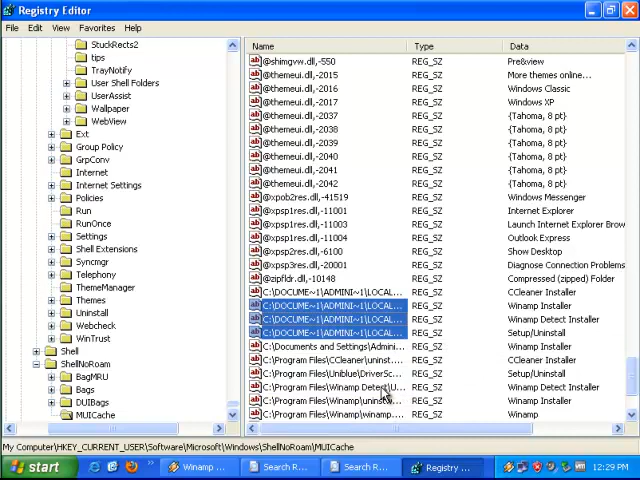 Registry Editor
File Edit View Favorites Help
StuckRects2
tips
TrayNotify
User Shell Folders
UserAssist
Wallpaper
WebView
Ext
Group Policy
GrpConv
Internet
Internet Settings
Policies
Run
RunOnce
Settings
Shell Extensions
Syncmgr
Telephony
ThemeManager
Themes
Uninstall
Webcheck
WinTrust
Shell
ShellNoRoam
BagMRU
Bags
DUIBags
MUICache
Name Type Data
@shimgvw.dll,-550 REG_SZ Pre&view
@themeui.dll,-2015 REG_SZ More themes online...
@themeui.dll,-2016 REG_SZ Windows Classic
@themeui.dll,-2017 REG_SZ Windows XP
@themeui.dll,-2037 REG_SZ {Tahoma, 8 pt}
@themeui.dll,-2038 REG_SZ {Tahoma, 8 pt}
@themeui.dll,-2039 REG_SZ {Tahoma, 8 pt}
@themeui.dll,-2040 REG_SZ {Tahoma, 8 pt}
@themeui.dll,-2041 REG_SZ {Tahoma, 8 pt}
@themeui.dll,-2042 REG_SZ {Tahoma, 8 pt}
@xpob2res.dll,-41519 REG_SZ Windows Messenger
@xpsp1res.dll,-11001 REG_SZ Internet Explorer
@xpsp1res.dll,-11003 REG_SZ Launch Internet Explorer Brow
@xpsp1res.dll,-11004 REG_SZ Outlook Express
@xpsp2res.dll,-6100 REG_SZ Show Desktop
@xpsp3res.dll,-20001 REG_SZ Diagnose Connection Problems
@zipfldr.dll,-10148 REG_SZ Compressed (zipped) Folder
C:\DOCUME~1\ADMINI~1\LOCAL... REG_SZ CCleaner Installer
C:\DOCUME~1\ADMINI~1\LOCAL... REG_SZ Winamp Installer
C:\DOCUME~1\ADMINI~1\LOCAL... REG_SZ Winamp Detect Installer
C:\DOCUME~1\ADMINI~1\LOCAL... REG_SZ Setup/Uninstall
C:\Documents and Settings\Admini... REG_SZ Winamp Installer
C:\Program Files\CCleaner\uninst.... REG_SZ CCleaner Installer
C:\Program Files\Uniblue\DriverSc... REG_SZ Setup/Uninstall
C:\Program Files\Winamp Detect\U... REG_SZ Winamp Detect Installer
C:\Program Files\Winamp\uninst... REG_SZ Winamp Installer
C:\Program Files\Winamp\winamp.... REG_SZ Winamp
My Computer\HKEY_CURRENT_USER\Software\Microsoft\Windows\ShellNoRoam\MUICache
start Winamp ... Search R... Search R... Registry ... 12:29 PM